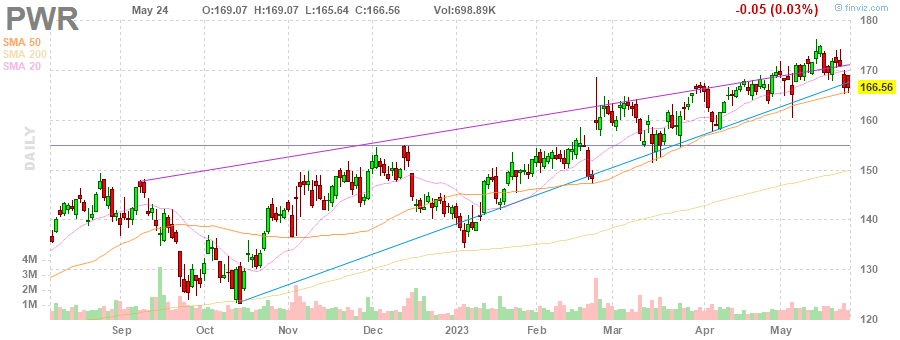 PWR May 24 O:169.07 H:169.07 L:165.64 C:166.56 Vol:698.89K -0.05 (0.03%) finviz.com
SMA 50
SMA 200
SMA 20
DAILY
180
170
166.56
160
150
140
130
120
4M
3M
2M
1M
Sep Oct Nov Dec 2023 Feb Mar Apr May